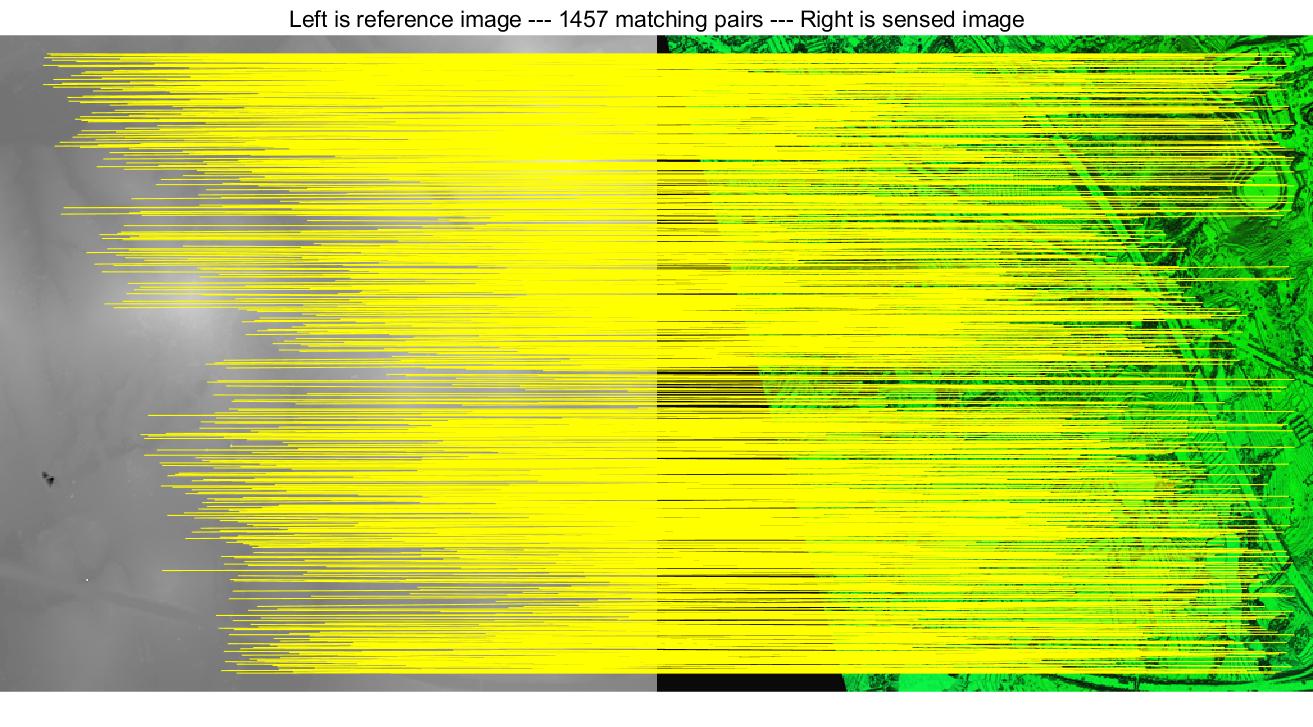 Left is reference image --- 1457 matching pairs --- Right is sensed image